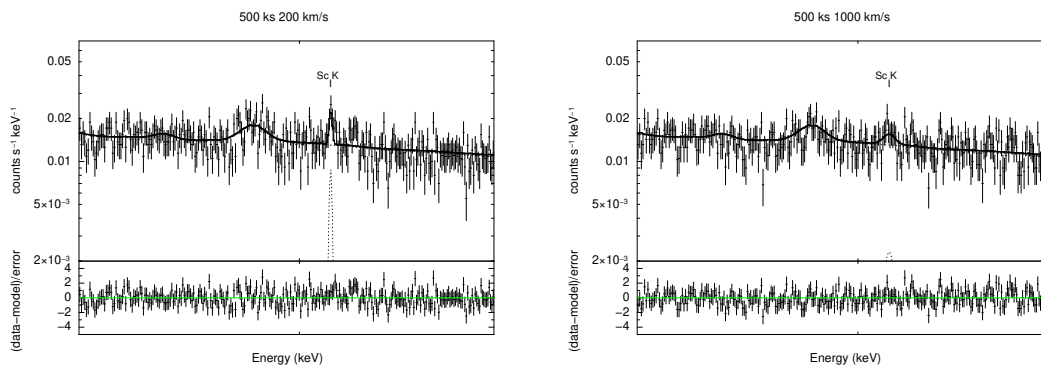 500 ks 200 km/s
0.05
0.02
0.01
5×10⁻³
2×10⁻³
counts s⁻¹ keV⁻¹
Sc K
4
2
0
−2
−4
(data−model)/error
Energy (keV)
500 ks 1000 km/s
0.05
0.02
0.01
5×10⁻³
2×10⁻³
counts s⁻¹ keV⁻¹
Sc K
4
2
0
−2
−4
(data−model)/error
Energy (keV)